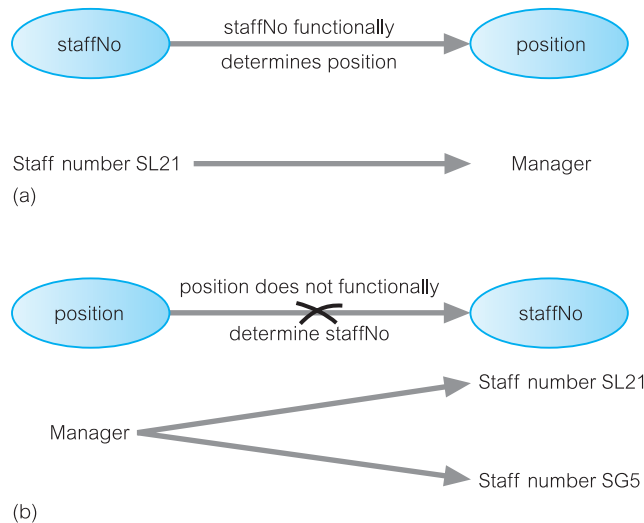 staffNo
staffNo functionally
determines position
position
Staff number SL21
Manager
(a)
position
position does not functionally
determine staffNo
staffNo
Staff number SL21
Manager
Staff number SG5
(b)